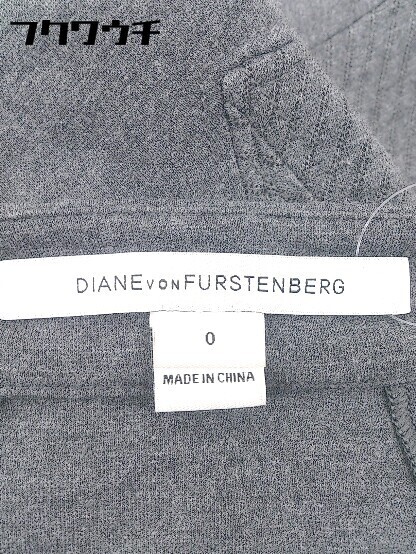 フクワウチ
DIANE VON FURSTENBERG
0
MADE IN CHINA